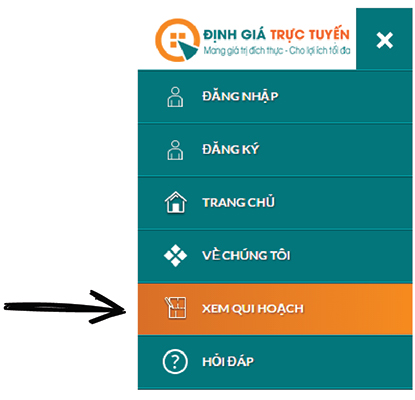 ĐỊNH GIÁ TRỰC TUYẾN
Mang giá trị đích thực - Cho lợi ích tối đa
ĐĂNG NHẬP
ĐĂNG KÝ
TRANG CHỦ
VỀ CHÚNG TÔI
XEM QUI HOẠCH
HỎI ĐÁP